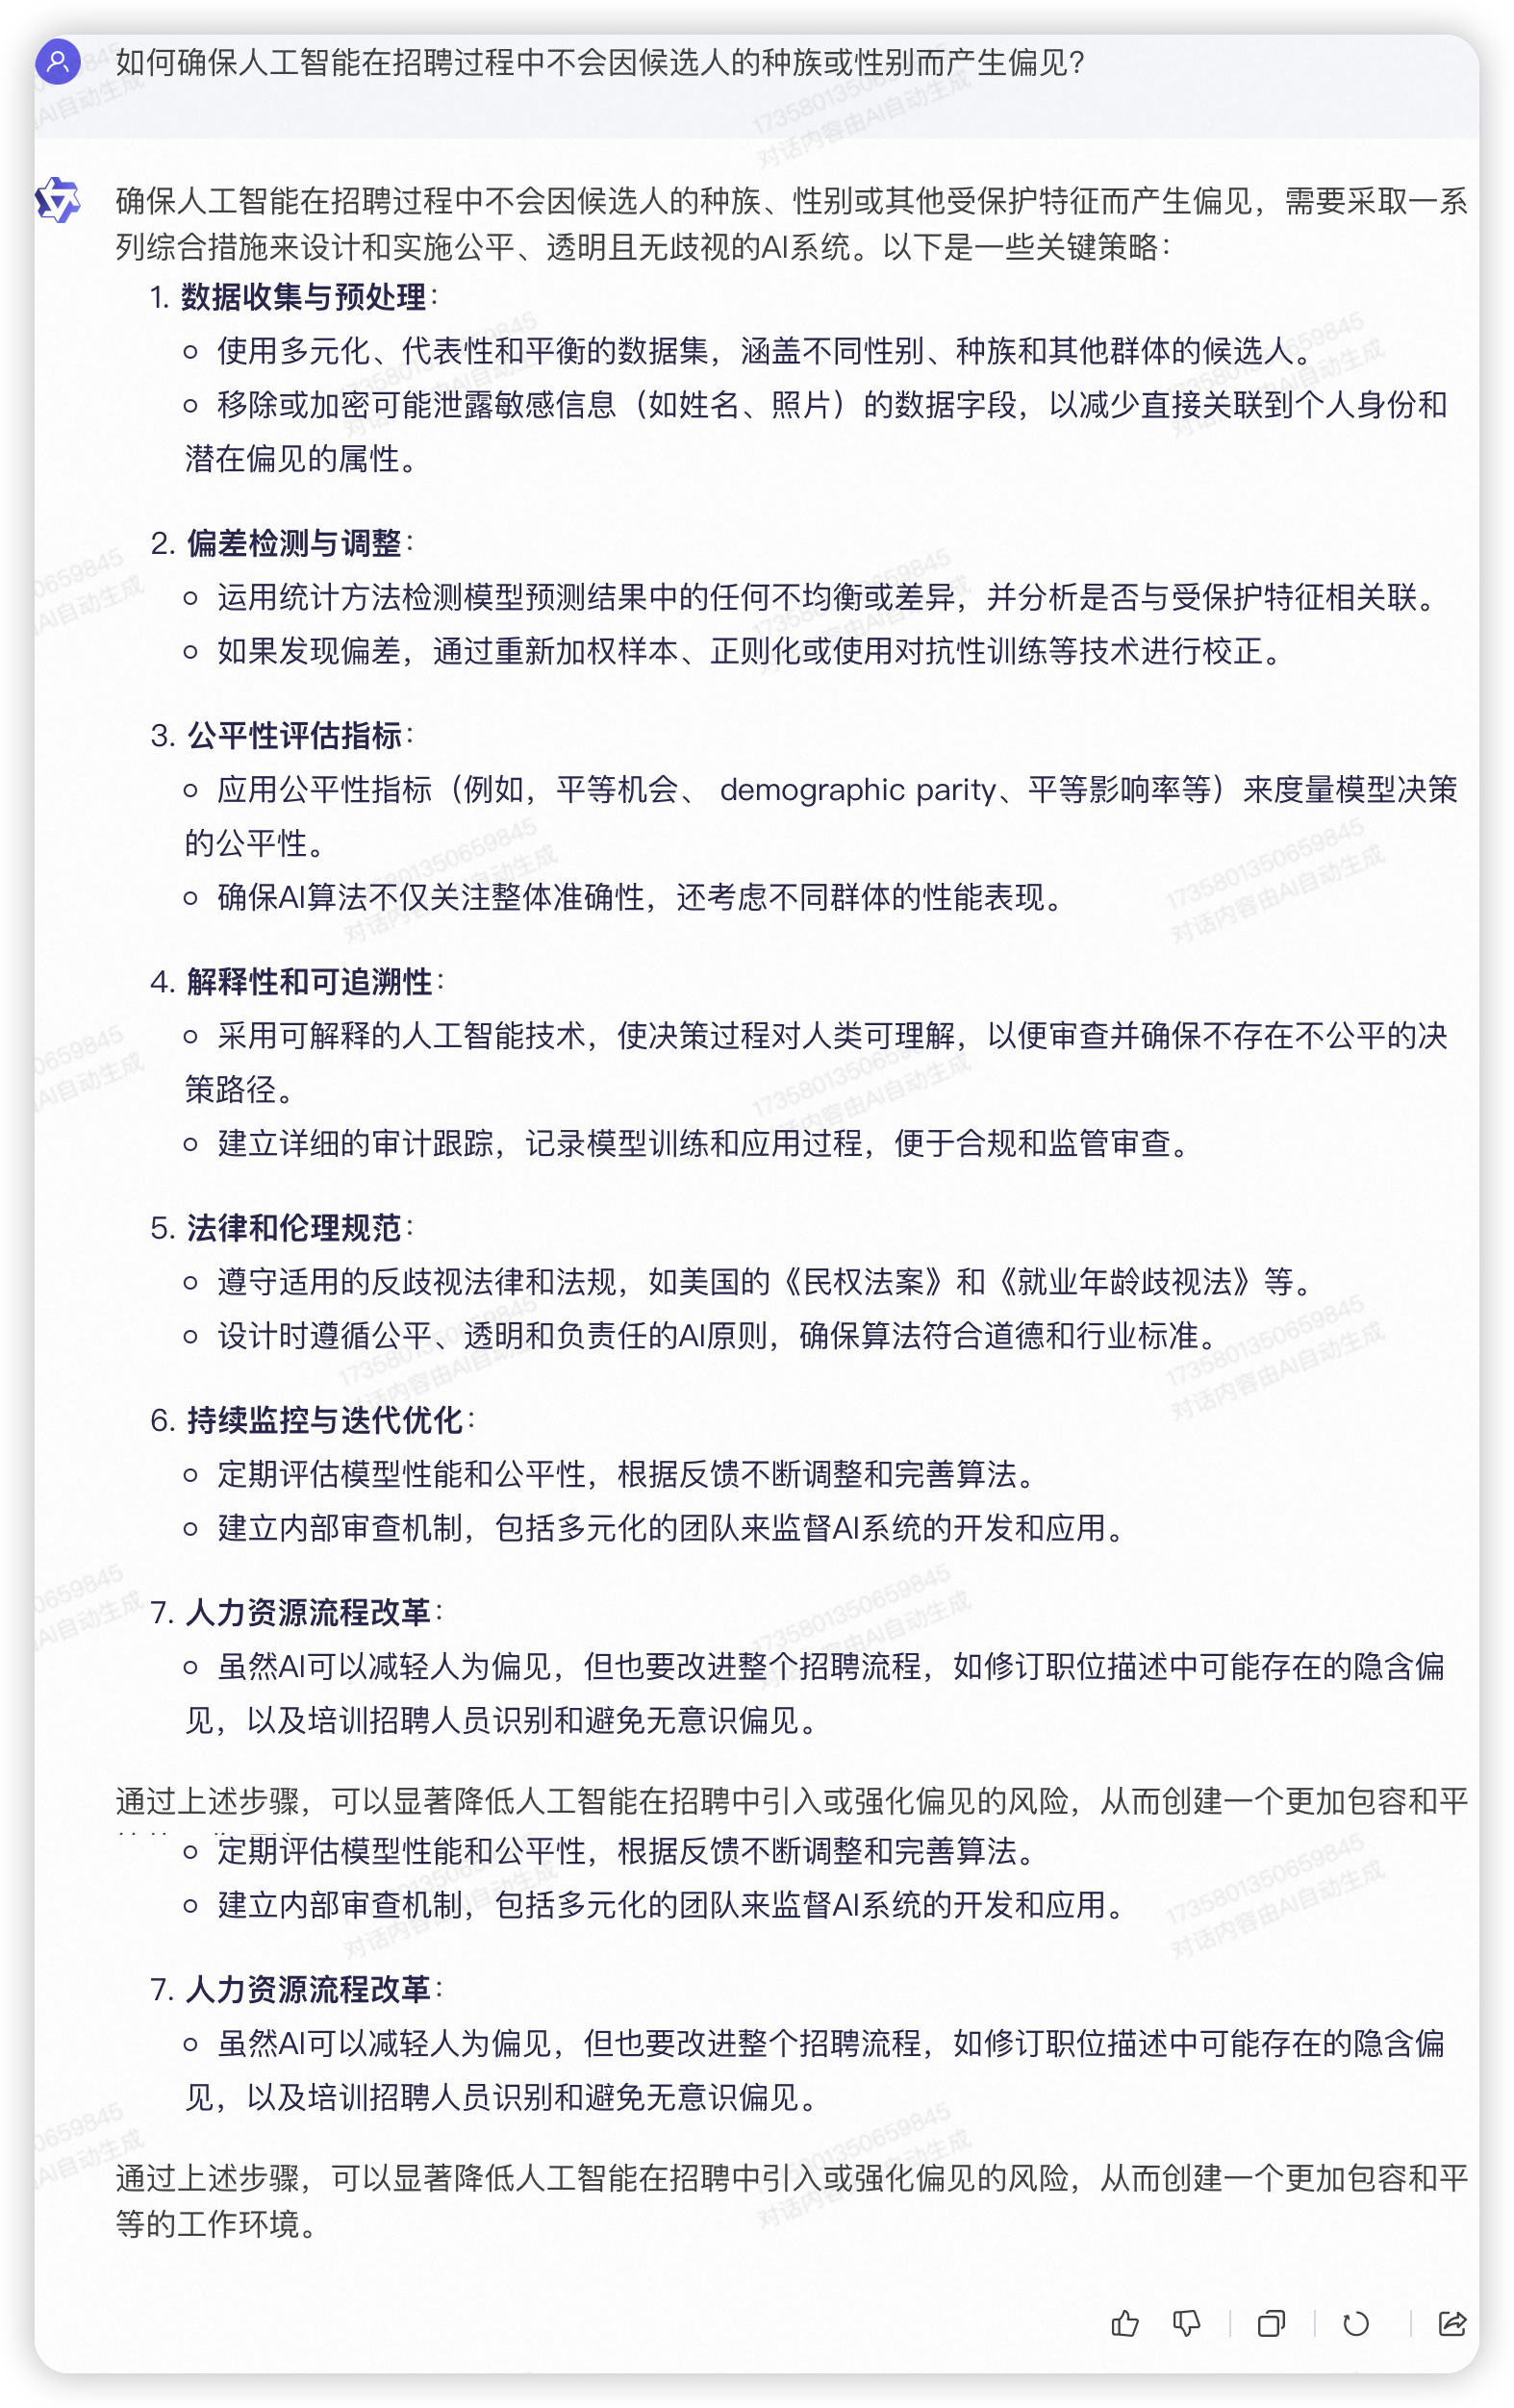 如何确保人工智能在招聘过程中不会因候选人的种族或性别而产生偏见？
确保人工智能在招聘过程中不会因候选人的种族、性别或其他受保护特征而产生偏见，需要采取一系
列综合措施来设计和实施公平、透明且无歧视的AI系统。以下是一些关键策略：
1. 数据收集与预处理：
○ 使用多元化、代表性和平衡的数据集，涵盖不同性别、种族和其他群体的候选人。
○ 移除或加密可能泄露敏感信息（如姓名、照片）的数据字段，以减少直接关联到个人身份和
潜在偏见的属性。
2. 偏差检测与调整：
○ 运用统计方法检测模型预测结果中的任何不均衡或差异，并分析是否与受保护特征相关联。
○ 如果发现偏差，通过重新加权样本、正则化或使用对抗性训练等技术进行校正。
3. 公平性评估指标：
○ 应用公平性指标（例如，平等机会、 demographic parity、平等影响率等）来度量模型决策
的公平性。
○ 确保AI算法不仅关注整体准确性，还考虑不同群体的性能表现。
4. 解释性和可追溯性：
○ 采用可解释的人工智能技术，使决策过程对人类可理解，以便审查并确保不存在不公平的决
策路径。
○ 建立详细的审计跟踪，记录模型训练和应用过程，便于合规和监管审查。
5. 法律和伦理规范：
○ 遵守适用的反歧视法律和法规，如美国的《民权法案》和《就业年龄歧视法》等。
○ 设计时遵循公平、透明和负责任的AI原则，确保算法符合道德和行业标准。
6. 持续监控与迭代优化：
○ 定期评估模型性能和公平性，根据反馈不断调整和完善算法。
○ 建立内部审查机制，包括多元化的团队来监督AI系统的开发和应用。
7. 人力资源流程改革：
○ 虽然AI可以减轻人为偏见，但也要改进整个招聘流程，如修订职位描述中可能存在的隐含偏
见，以及培训招聘人员识别和避免无意识偏见。
通过上述步骤，可以显著降低人工智能在招聘中引入或强化偏见的风险，从而创建一个更加包容和平
○ 定期评估模型性能和公平性，根据反馈不断调整和完善算法。
○ 建立内部审查机制，包括多元化的团队来监督AI系统的开发和应用。
7. 人力资源流程改革：
○ 虽然AI可以减轻人为偏见，但也要改进整个招聘流程，如修订职位描述中可能存在的隐含偏
见，以及培训招聘人员识别和避免无意识偏见。
通过上述步骤，可以显著降低人工智能在招聘中引入或强化偏见的风险，从而创建一个更加包容和平
等的工作环境。
1735801350659845
对话内容由AI自动生成